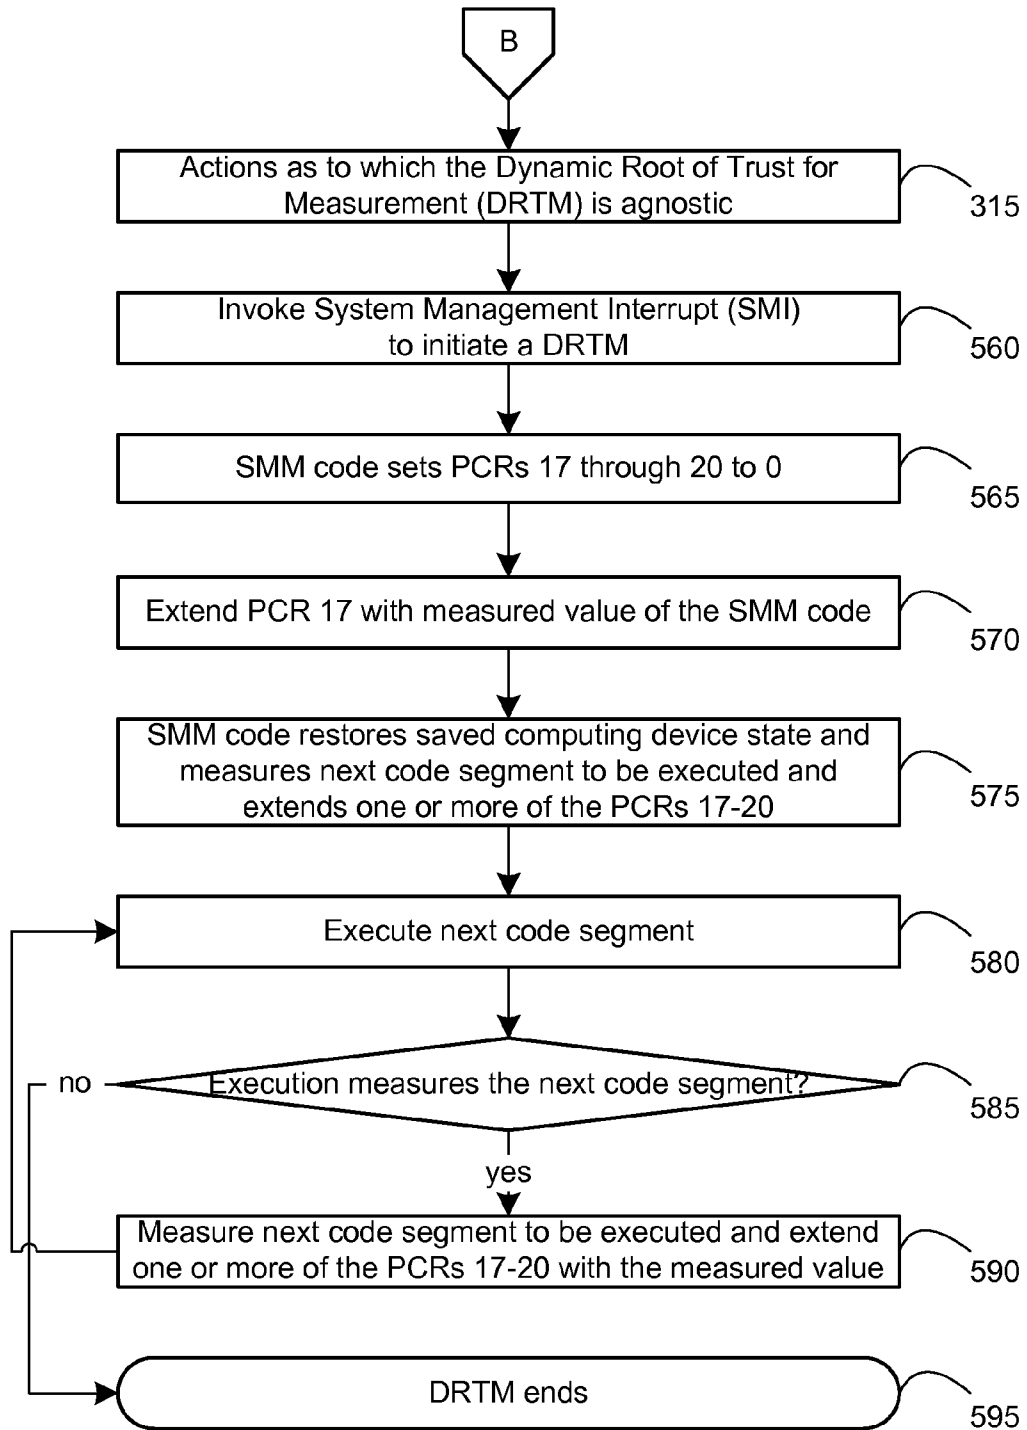 B
Actions as to which the Dynamic Root of Trust for
Measurement (DRTM) is agnostic
315
Invoke System Management Interrupt (SMI)
to initiate a DRTM
560
SMM code sets PCRs 17 through 20 to 0
565
Extend PCR 17 with measured value of the SMM code
570
SMM code restores saved computing device state and
measures next code segment to be executed and
extends one or more of the PCRs 17-20
575
Execute next code segment
580
no
Execution measures the next code segment?
585
yes
Measure next code segment to be executed and extend
one or more of the PCRs 17-20 with the measured value
590
DRTM ends
595